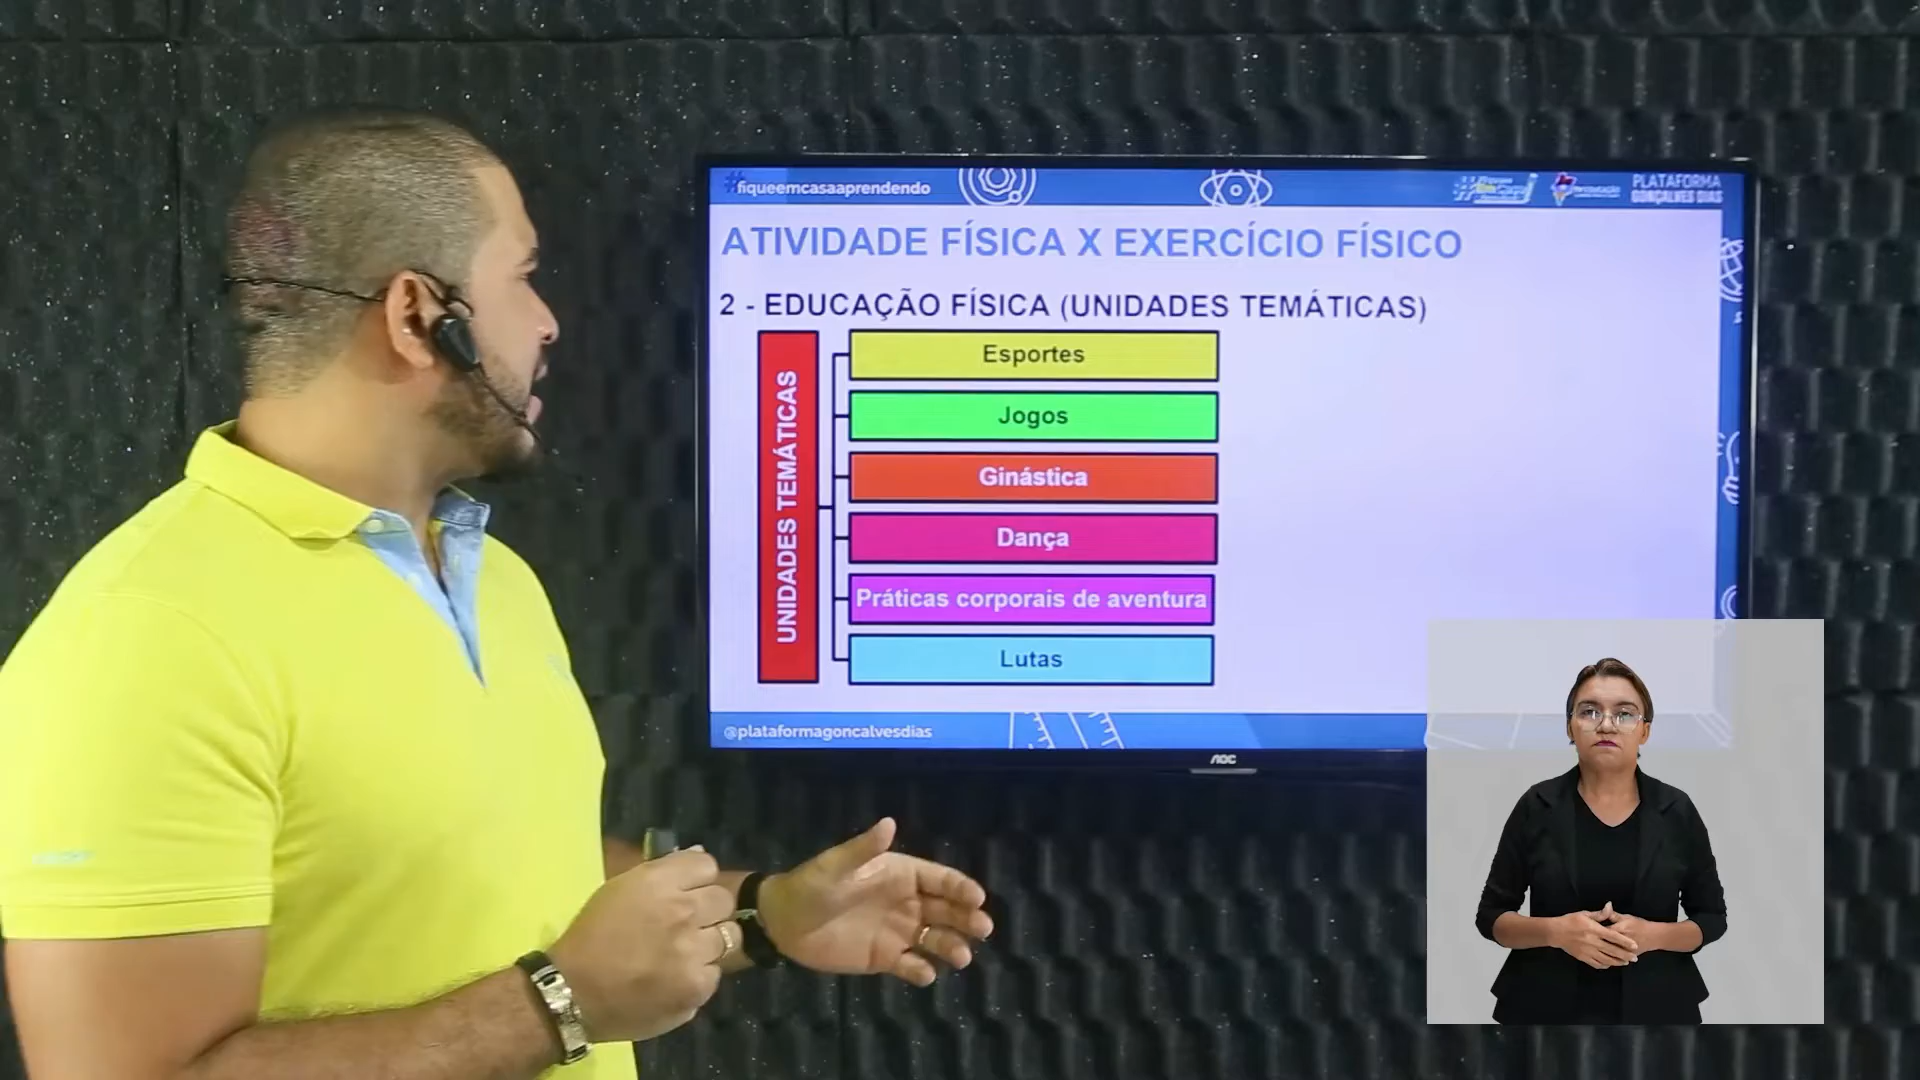 #fiqueemcasaaprendendo
PLATAFORMA
GONÇALVES DIAS
ATIVIDADE FÍSICA X EXERCÍCIO FÍSICO
2 - EDUCAÇÃO FÍSICA (UNIDADES TEMÁTICAS)
UNIDADES TEMÁTICAS
Esportes
Jogos
Ginástica
Dança
Práticas corporais de aventura
Lutas
@plataformagoncalvesdias
AOC